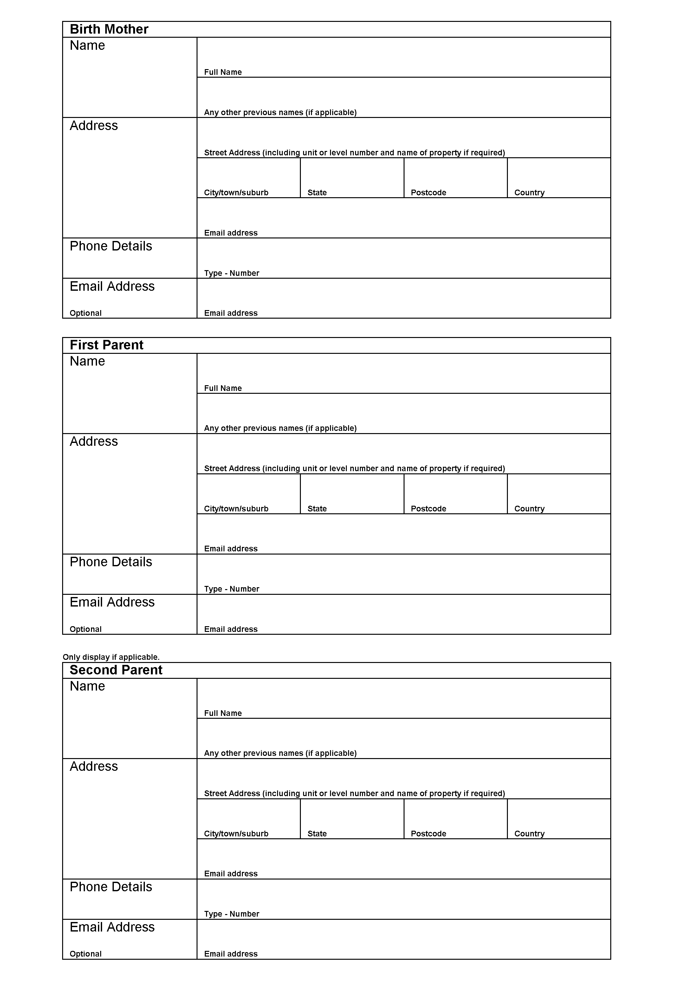 Birth Mother
Name
Full Name
Any other previous names (if applicable)
Address
Street Address (including unit or level number and name of property if required)
City/town/suburb State Postcode Country
Email address
Phone Details
Type - Number
Email Address
Optional Email address
First Parent
Name
Full Name
Any other previous names (if applicable)
Address
Street Address (including unit or level number and name of property if required)
City/town/suburb State Postcode Country
Email address
Phone Details
Type - Number
Email Address
Optional Email address
Only display if applicable.
Second Parent
Name
Full Name
Any other previous names (if applicable)
Address
Street Address (including unit or level number and name of property if required)
City/town/suburb State Postcode Country
Email address
Phone Details
Type - Number
Email Address
Optional Email address